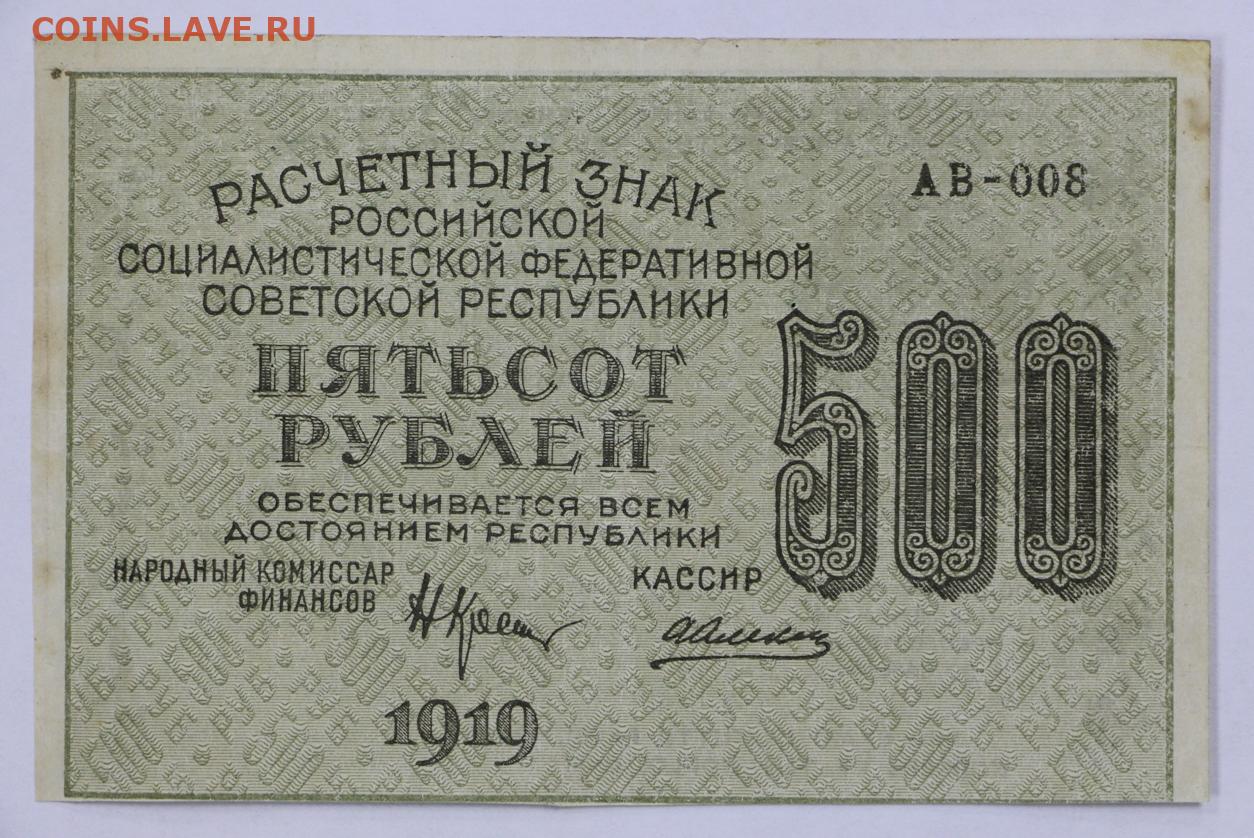 COINS.LAVE.RU
РАСЧЕТНЫЙ ЗНАК
АВ-008
РОССИЙСКОЙ
СОЦИАЛИСТИЧЕСКОЙ ФЕДЕРАТИВНОЙ
СОВЕТСКОЙ РЕСПУБЛИКИ
ПЯТЬСОТ
РУБЛЕЙ
500
ОБЕСПЕЧИВАЕТСЯ ВСЕМ
ДОСТОЯНИЕМ РЕСПУБЛИКИ
НАРОДНЫЙ КОМИССАР
ФИНАНСОВ
КАССИР
1919